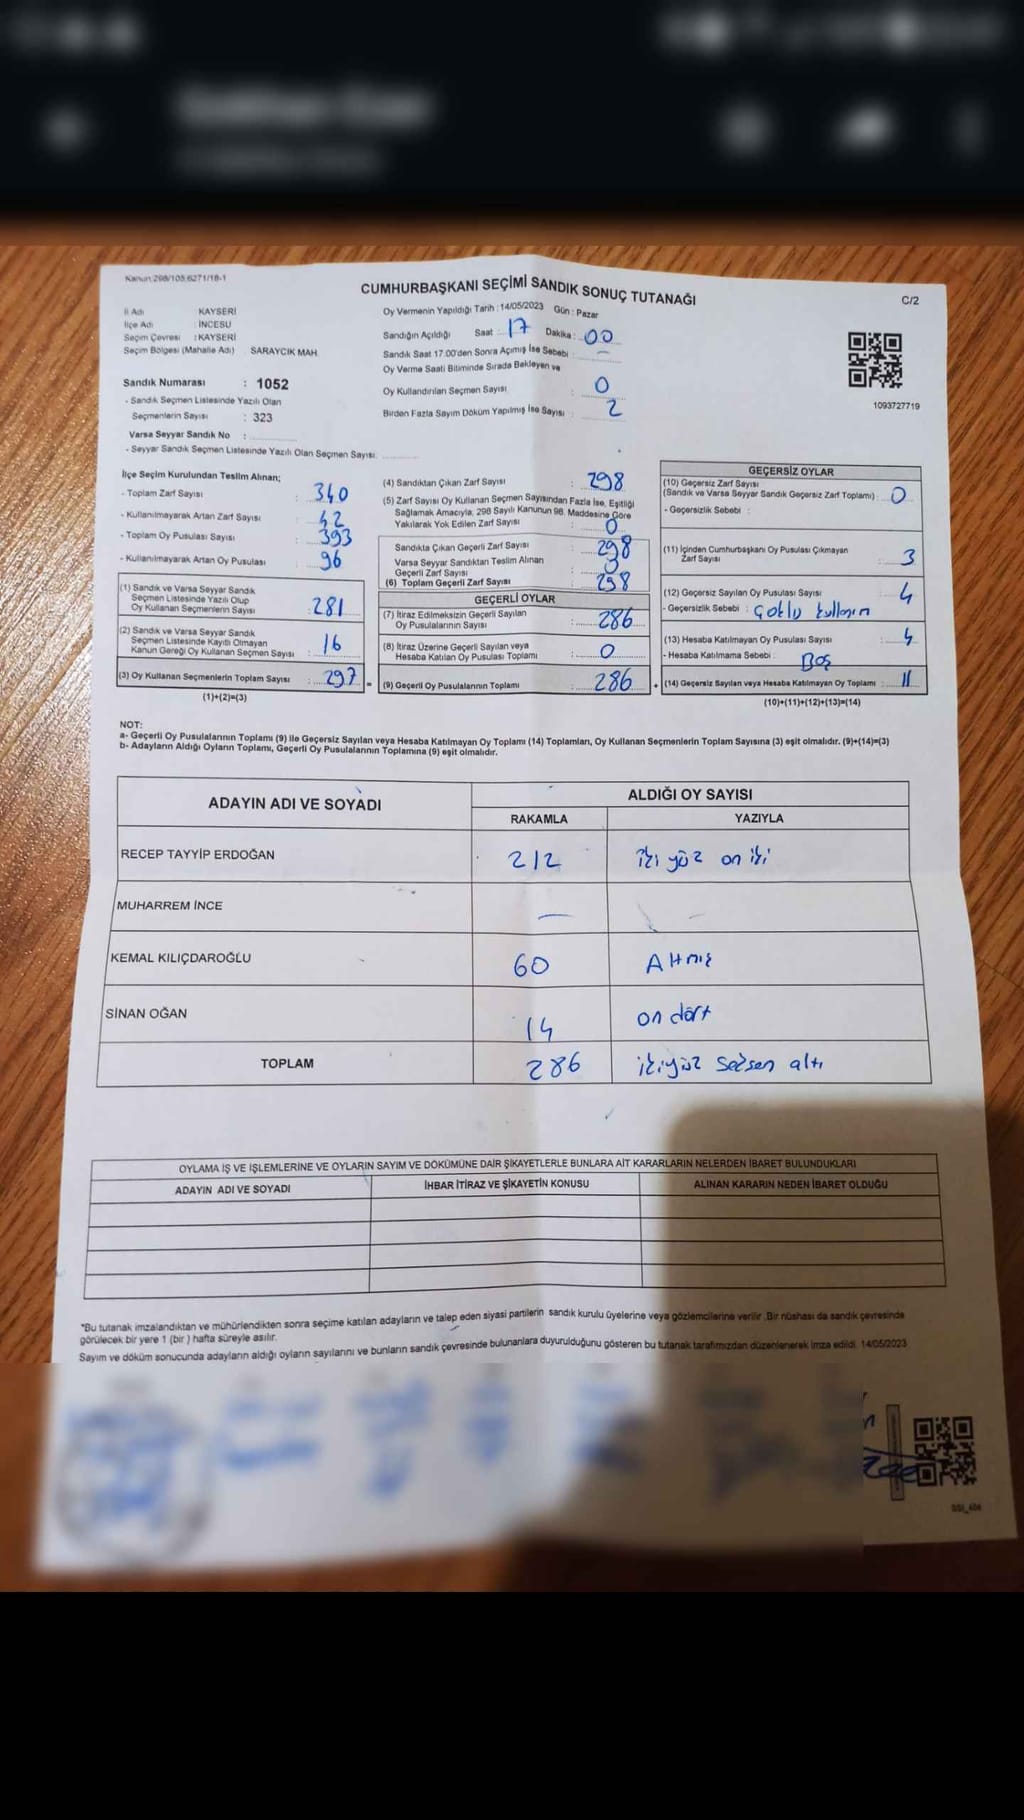 Kanun:298/105,6271/18-1
CUMHURBAŞKANI SEÇİMİ SANDIK SONUÇ TUTANAĞI
C/2
İl Adı KAYSERİ
İlçe Adı : İNCESU
Seçim Çevresi : KAYSERİ
Seçim Bölgesi (Mahalle Adı) SARAYCIK MAH.
Sandık Numarası : 1052
- Sandık Seçmen Listesinde Yazılı Olan
Seçmenlerin Sayısı : 323
Varsa Seyyar Sandık No :
- Seyyar Sandık Seçmen Listesinde Yazılı Olan Seçmen Sayısı:
Oy Vermenin Yapıldığı Tarih : 14/05/2023 Gün : Pazar
Sandığın Açıldığı Saat : 17 Dakika : 00
Sandık Saat 17.00'den Sonra Açımış İse Sebebi : -
Oy Verme Saati Bitiminde Sırada Bekleyen ve
Oy Kullandırılan Seçmen Sayısı : 0
Birden Fazla Sayım Döküm Yapılmış İse Sayısı : 2
1093727719
İlçe Seçim Kurulundan Teslim Alınan;
- Toplam Zarf Sayısı : 340
- Kullanılmayarak Artan Zarf Sayısı : 42
- Toplam Oy Pusulası Sayısı : 393
- Kullanılmayarak Artan Oy Pusulası : 96
(1) Sandık ve Varsa Seyyar Sandık
Seçmen Listesinde Yazılı Olup
Oy Kullanan Seçmenlerin Sayısı : 281
(2) Sandık ve Varsa Seyyar Sandık
Seçmen Listesinde Kayıtlı Olmayan
Kanun Gereği Oy Kullanan Seçmen Sayısı : 16
(3) Oy Kullanan Seçmenlerin Toplam Sayısı : 297 =
(1)+(2)=(3)
(4) Sandıktan Çıkan Zarf Sayısı : 298
(5) Zarf Sayısı Oy Kullanan Seçmen Sayısından Fazla İse, Eşitliği
Sağlamak Amacıyla, 298 Sayılı Kanunun 98. Maddesine Göre
Yakılarak Yok Edilen Zarf Sayısı : 0
Sandıkta Çıkan Geçerli Zarf Sayısı : 298
Varsa Seyyar Sandıktan Teslim Alınan
Geçerli Zarf Sayısı : 0
(6) Toplam Geçerli Zarf Sayısı : 298
GEÇERLİ OYLAR
(7) İtiraz Edilmeksizin Geçerli Sayılan
Oy Pusulalarının Sayısı : 286
(8) İtiraz Üzerine Geçerli Sayılan veya
Hesaba Katılan Oy Pusulası Toplamı : 0
(9) Geçerli Oy Pusulalarının Toplamı : 286 +
GEÇERSİZ OYLAR
(10) Geçersiz Zarf Sayısı
(Sandık ve Varsa Seyyar Sandık Geçersiz Zarf Toplamı) : 0
- Geçersizlik Sebebi :
(11) İçinden Cumhurbaşkanı Oy Pusulası Çıkmayan
Zarf Sayısı : 3
(12) Geçersiz Sayılan Oy Pusulası Sayısı : 4
- Geçersizlik Sebebi : Çoklu kullanım
(13) Hesaba Katılmayan Oy Pusulası Sayısı : 4
- Hesaba Katılmama Sebebi : Boş
(14) Geçersiz Sayılan veya Hesaba Katılmayan Oy Toplamı : 11
(10)+(11)+(12)+(13)=(14)
NOT:
a- Geçerli Oy Pusulalarının Toplamı (9) ile Geçersiz Sayılan veya Hesaba Katılmayan Oy Toplamı (14) Toplamları, Oy Kullanan Seçmenlerin Toplam Sayısına (3) eşit olmalıdır. (9)+(14)=(3)
b- Adayların Aldığı Oyların Toplamı, Geçerli Oy Pusulalarının Toplamına (9) eşit olmalıdır.
ADAYIN ADI VE SOYADI ALDIĞI OY SAYISI
RAKAMLA YAZIYLA
RECEP TAYYİP ERDOĞAN 212 iki yüz on iki
MUHARREM İNCE - -
KEMAL KILIÇDAROĞLU 60 Altmış
SİNAN OĞAN 14 on dört
TOPLAM 286 ikiyüz seksen altı
OYLAMA İŞ VE İŞLEMLERİNE VE OYLARIN SAYIM VE DÖKÜMÜNE DAİR ŞİKAYETLERLE BUNLARA AİT KARARLARIN NELERDEN İBARET BULUNDUKLARI
ADAYIN ADI VE SOYADI İHBAR İTİRAZ VE ŞİKAYETİN KONUSU ALINAN KARARIN NEDEN İBARET OLDUĞU
*Bu tutanak imzalandıktan ve mühürlendikten sonra seçime katılan adayların ve talep eden siyasi partilerin sandık kurulu üyelerine veya gözlemcilerine verilir. Bir nüshası da sandık çevresinde
görülecek bir yere 1 (bir ) hafta süreyle asılır.
Sayım ve döküm sonucunda adayların aldığı oyların sayılarını ve bunların sandık çevresinde bulunanlara duyurulduğunu gösteren bu tutanak tarafımızdan düzenlenerek imza edildi. 14/05/2023